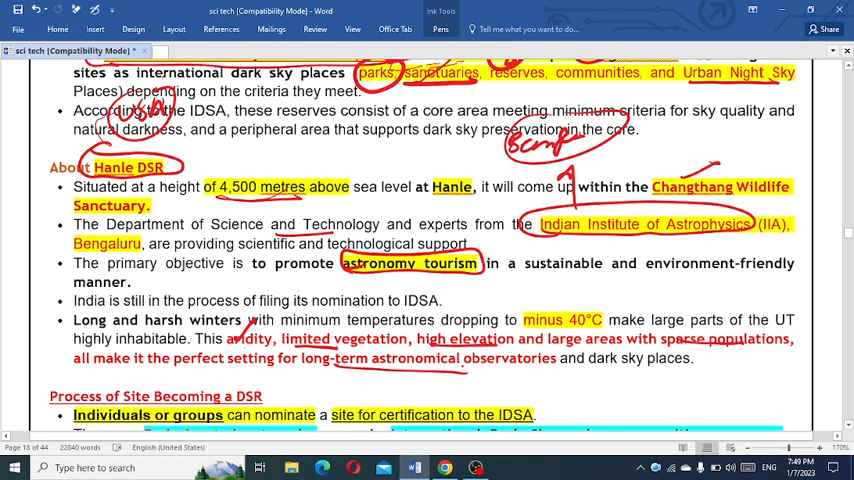 sci tech [Compatibility Mode] - Word
Ink Tools
File Home Insert Design Layout References Mailings Review View Office Tab Pens Tell me what you want to do... Share
sci tech [Compatibility Mode] *
sites as international dark sky places (parks, sanctuaries, reserves, communities, and Urban Night Sky
Places) depending on the criteria they meet.
According to the IDSA, these reserves consist of a core area meeting minimum criteria for sky quality and
natural darkness, and a peripheral area that supports dark sky preservation in the core.
About Hanle DSR
Situated at a height of 4,500 metres above sea level at Hanle, it will come up within the Changthang Wildlife
Sanctuary.
The Department of Science and Technology and experts from the Indian Institute of Astrophysics (IIA),
Bengaluru, are providing scientific and technological support
The primary objective is to promote astronomy tourism in a sustainable and environment-friendly
manner.
India is still in the process of filing its nomination to IDSA.
Long and harsh winters with minimum temperatures dropping to minus 40°C make large parts of the UT
highly inhabitable. This aridity, limited vegetation, high elevation and large areas with sparse populations,
all make it the perfect setting for long-term astronomical observatories and dark sky places.
Process of Site Becoming a DSR
Individuals or groups can nominate a site for certification to the IDSA.
Page 18 of 44 22840 words English (United States) 170%
Type here to search ENG 7:49 PM
1/7/2023